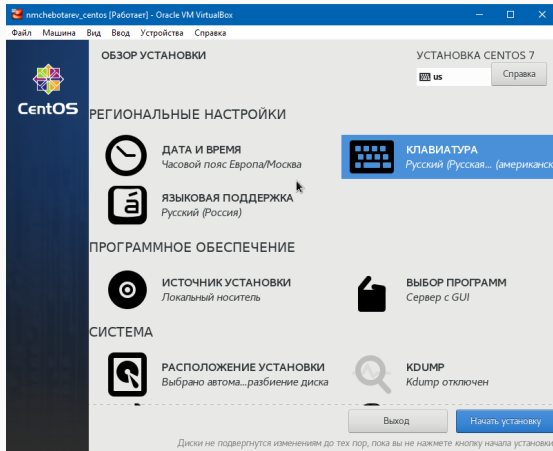 nmchebotarev_centos [Работает] - Oracle VM VirtualBox
Файл Машина Вид Ввод Устройства Справка
ОБЗОР УСТАНОВКИ
УСТАНОВКА CENTOS 7
us
Справка
CentOS
РЕГИОНАЛЬНЫЕ НАСТРОЙКИ
ДАТА И ВРЕМЯ
Часовой пояс Европа/Москва
КЛАВИАТУРА
Русский (Русская... (американск
ЯЗЫКОВАЯ ПОДДЕРЖКА
Русский (Россия)
ПРОГРАММНОЕ ОБЕСПЕЧЕНИЕ
ИСТОЧНИК УСТАНОВКИ
Локальный носитель
ВЫБОР ПРОГРАММ
Сервер с GUI
СИСТЕМА
РАСПОЛОЖЕНИЕ УСТАНОВКИ
Выбрано автома...разбиение диска
KDUMP
Kdump отключен
Выход
Начать установку
Диски не подвергнутся изменениям до тех пор, пока вы не нажмете кнопку начала установки